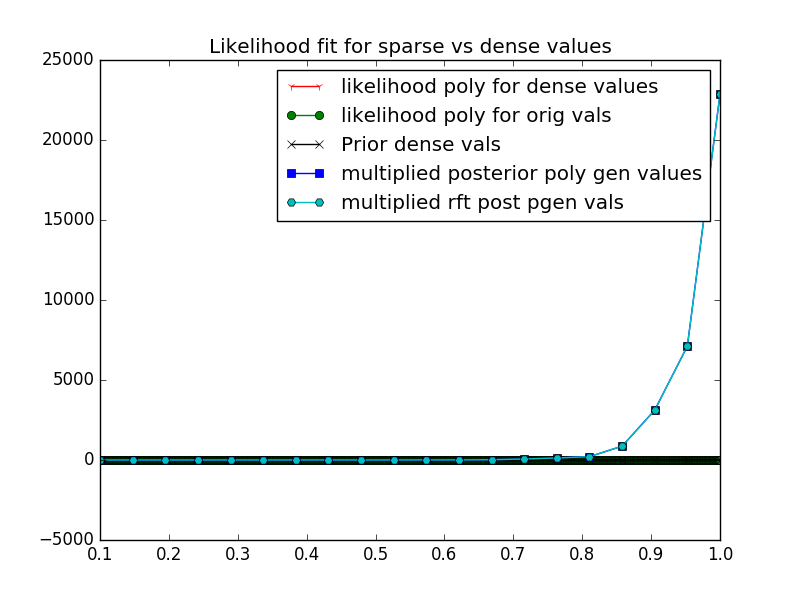 Likelihood fit for sparse vs dense values
25000
20000
15000
10000
5000
0
−5000
likelihood poly for dense values
likelihood poly for orig vals
Prior dense vals
multiplied posterior poly gen values
multiplied rft post pgen vals
0.1 0.2 0.3 0.4 0.5 0.6 0.7 0.8 0.9 1.0